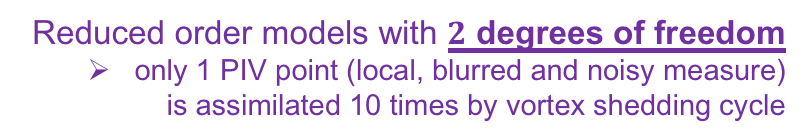 Reduced order models with 2 degrees of freedom
➢ only 1 PIV point (local, blurred and noisy measure)
is assimilated 10 times by vortex shedding cycle